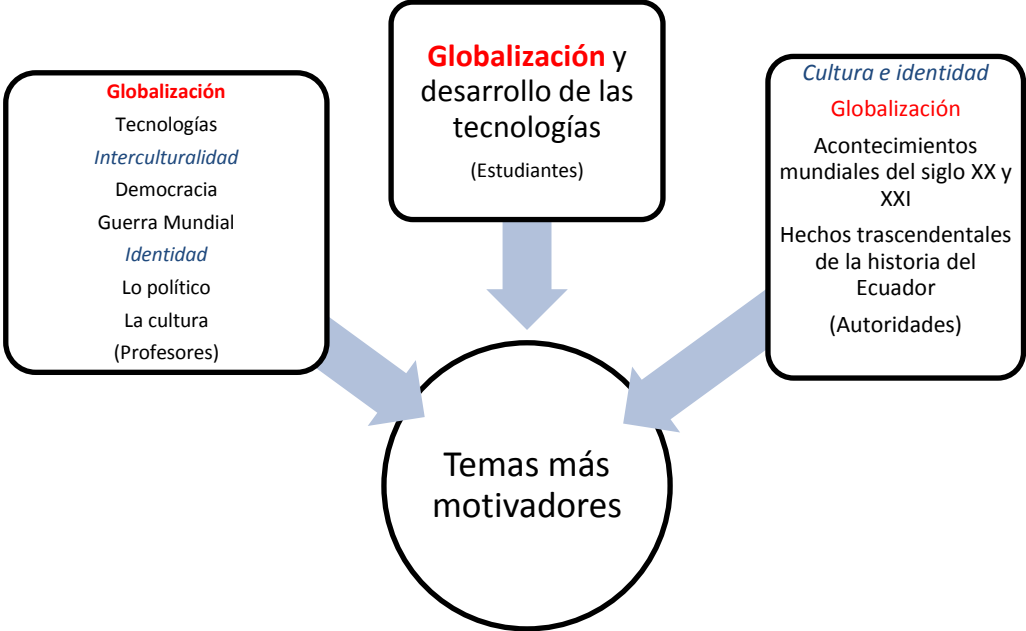 Globalización
Tecnologías
Interculturalidad
Democracia
Guerra Mundial
Identidad
Lo político
La cultura
(Profesores)
Globalización y
desarrollo de las
tecnologías
(Estudiantes)
Cultura e identidad
Globalización
Acontecimientos
mundiales del siglo XX y
XXI
Hechos trascendentales
de la historia del
Ecuador
(Autoridades)
Temas más
motivadores